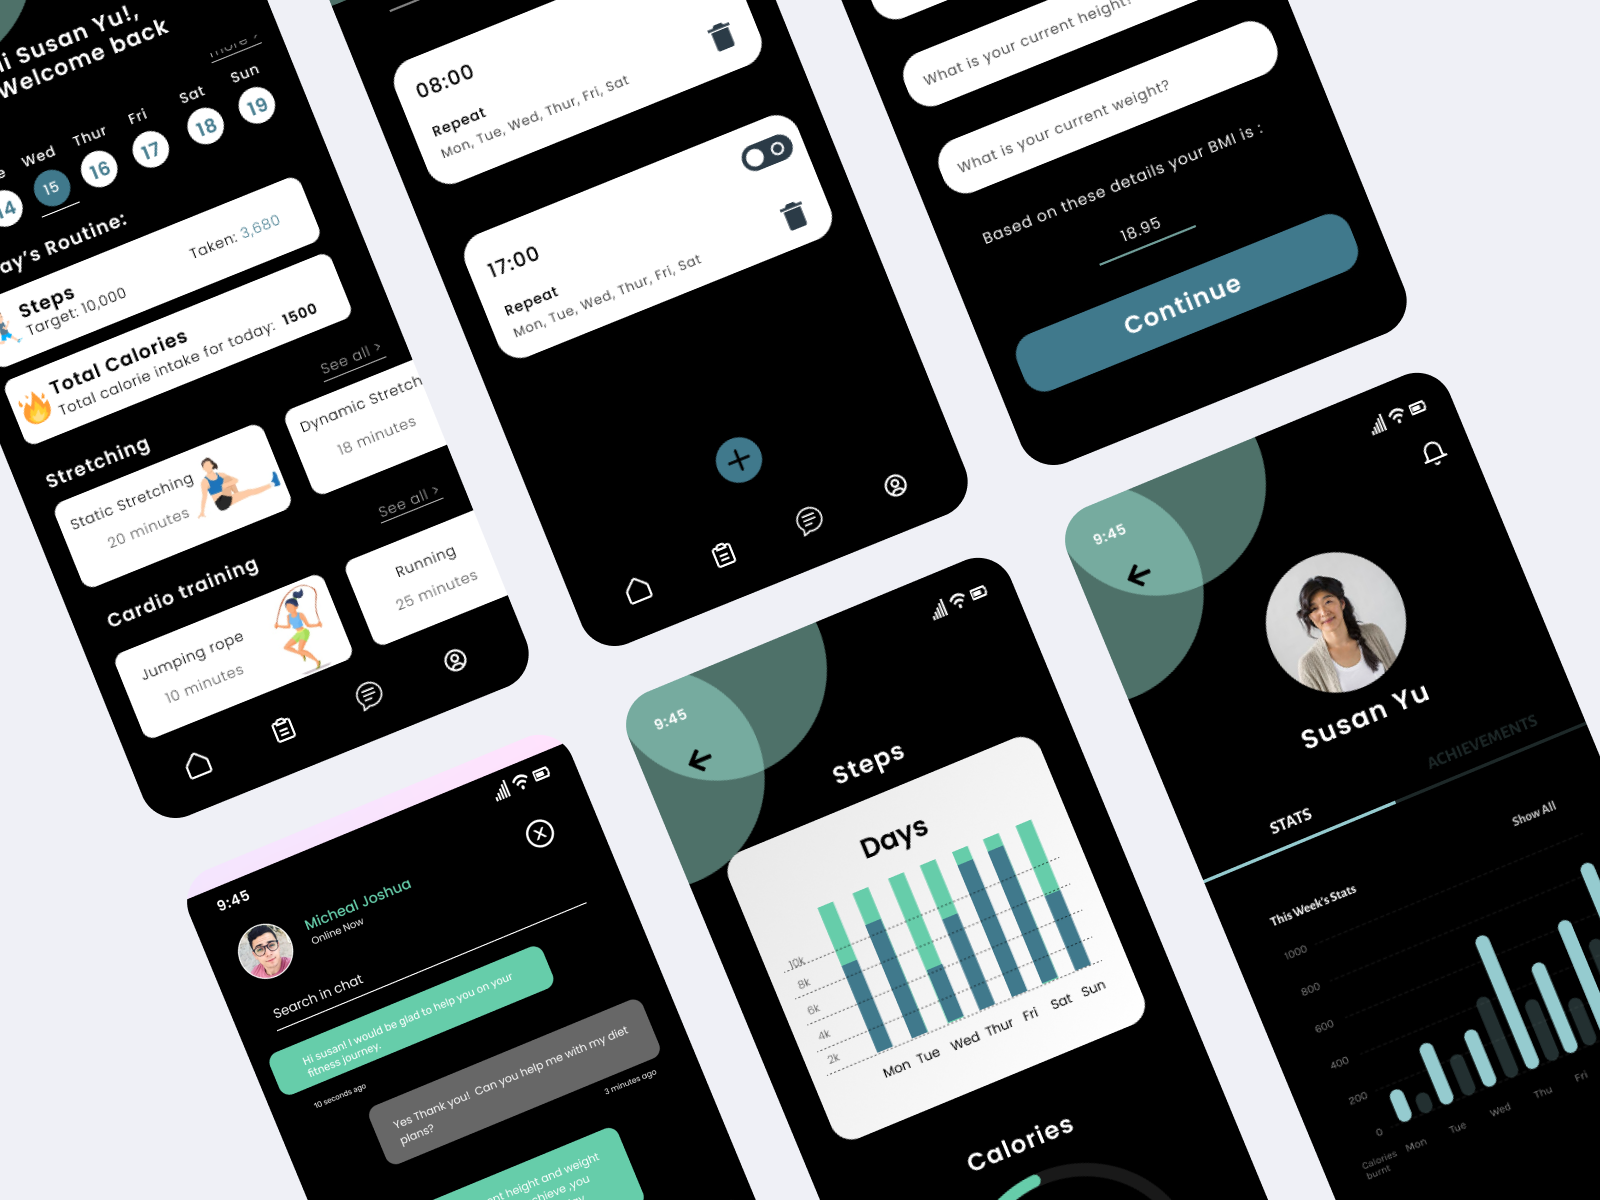 Hi Susan Yu!,
Welcome back
more >
Wed Thur Fri Sat Sun
14 15 16 17 18 19
Routine:
Steps
Target: 10,000
Taken: 3,680
Total Calories
Total calorie intake for today: 1500
See all >
Stretching
Static Stretching
20 minutes
Dynamic Stretch
18 minutes
See all >
Cardio training
Jumping rope
10 minutes
Running
25 minutes
08:00
Repeat
Mon, Tue, Wed, Thur, Fri, Sat
17:00
Repeat
Mon, Tue, Wed, Thur, Fri, Sat
What is your current height?
What is your current weight?
Based on these details your BMI is :
18.95
Continue
9:45
Micheal Joshua
Online Now
Search in chat
Hi susan! I would be glad to help you on your
fitness journey.
10 seconds ago
Yes Thank you! Can you help me with my diet
plans?
3 minutes ago
height and weight
,you
9:45
Steps
Days
10k
8k
6k
4k
2k
Mon Tue Wed Thur Fri Sat Sun
Calories
9:45
Susan Yu
STATS
ACHIEVEMENTS
Show All
This Week's Stats
1000
800
600
400
200
0
Mon Tue Wed Thu Fri
Calories
burnt